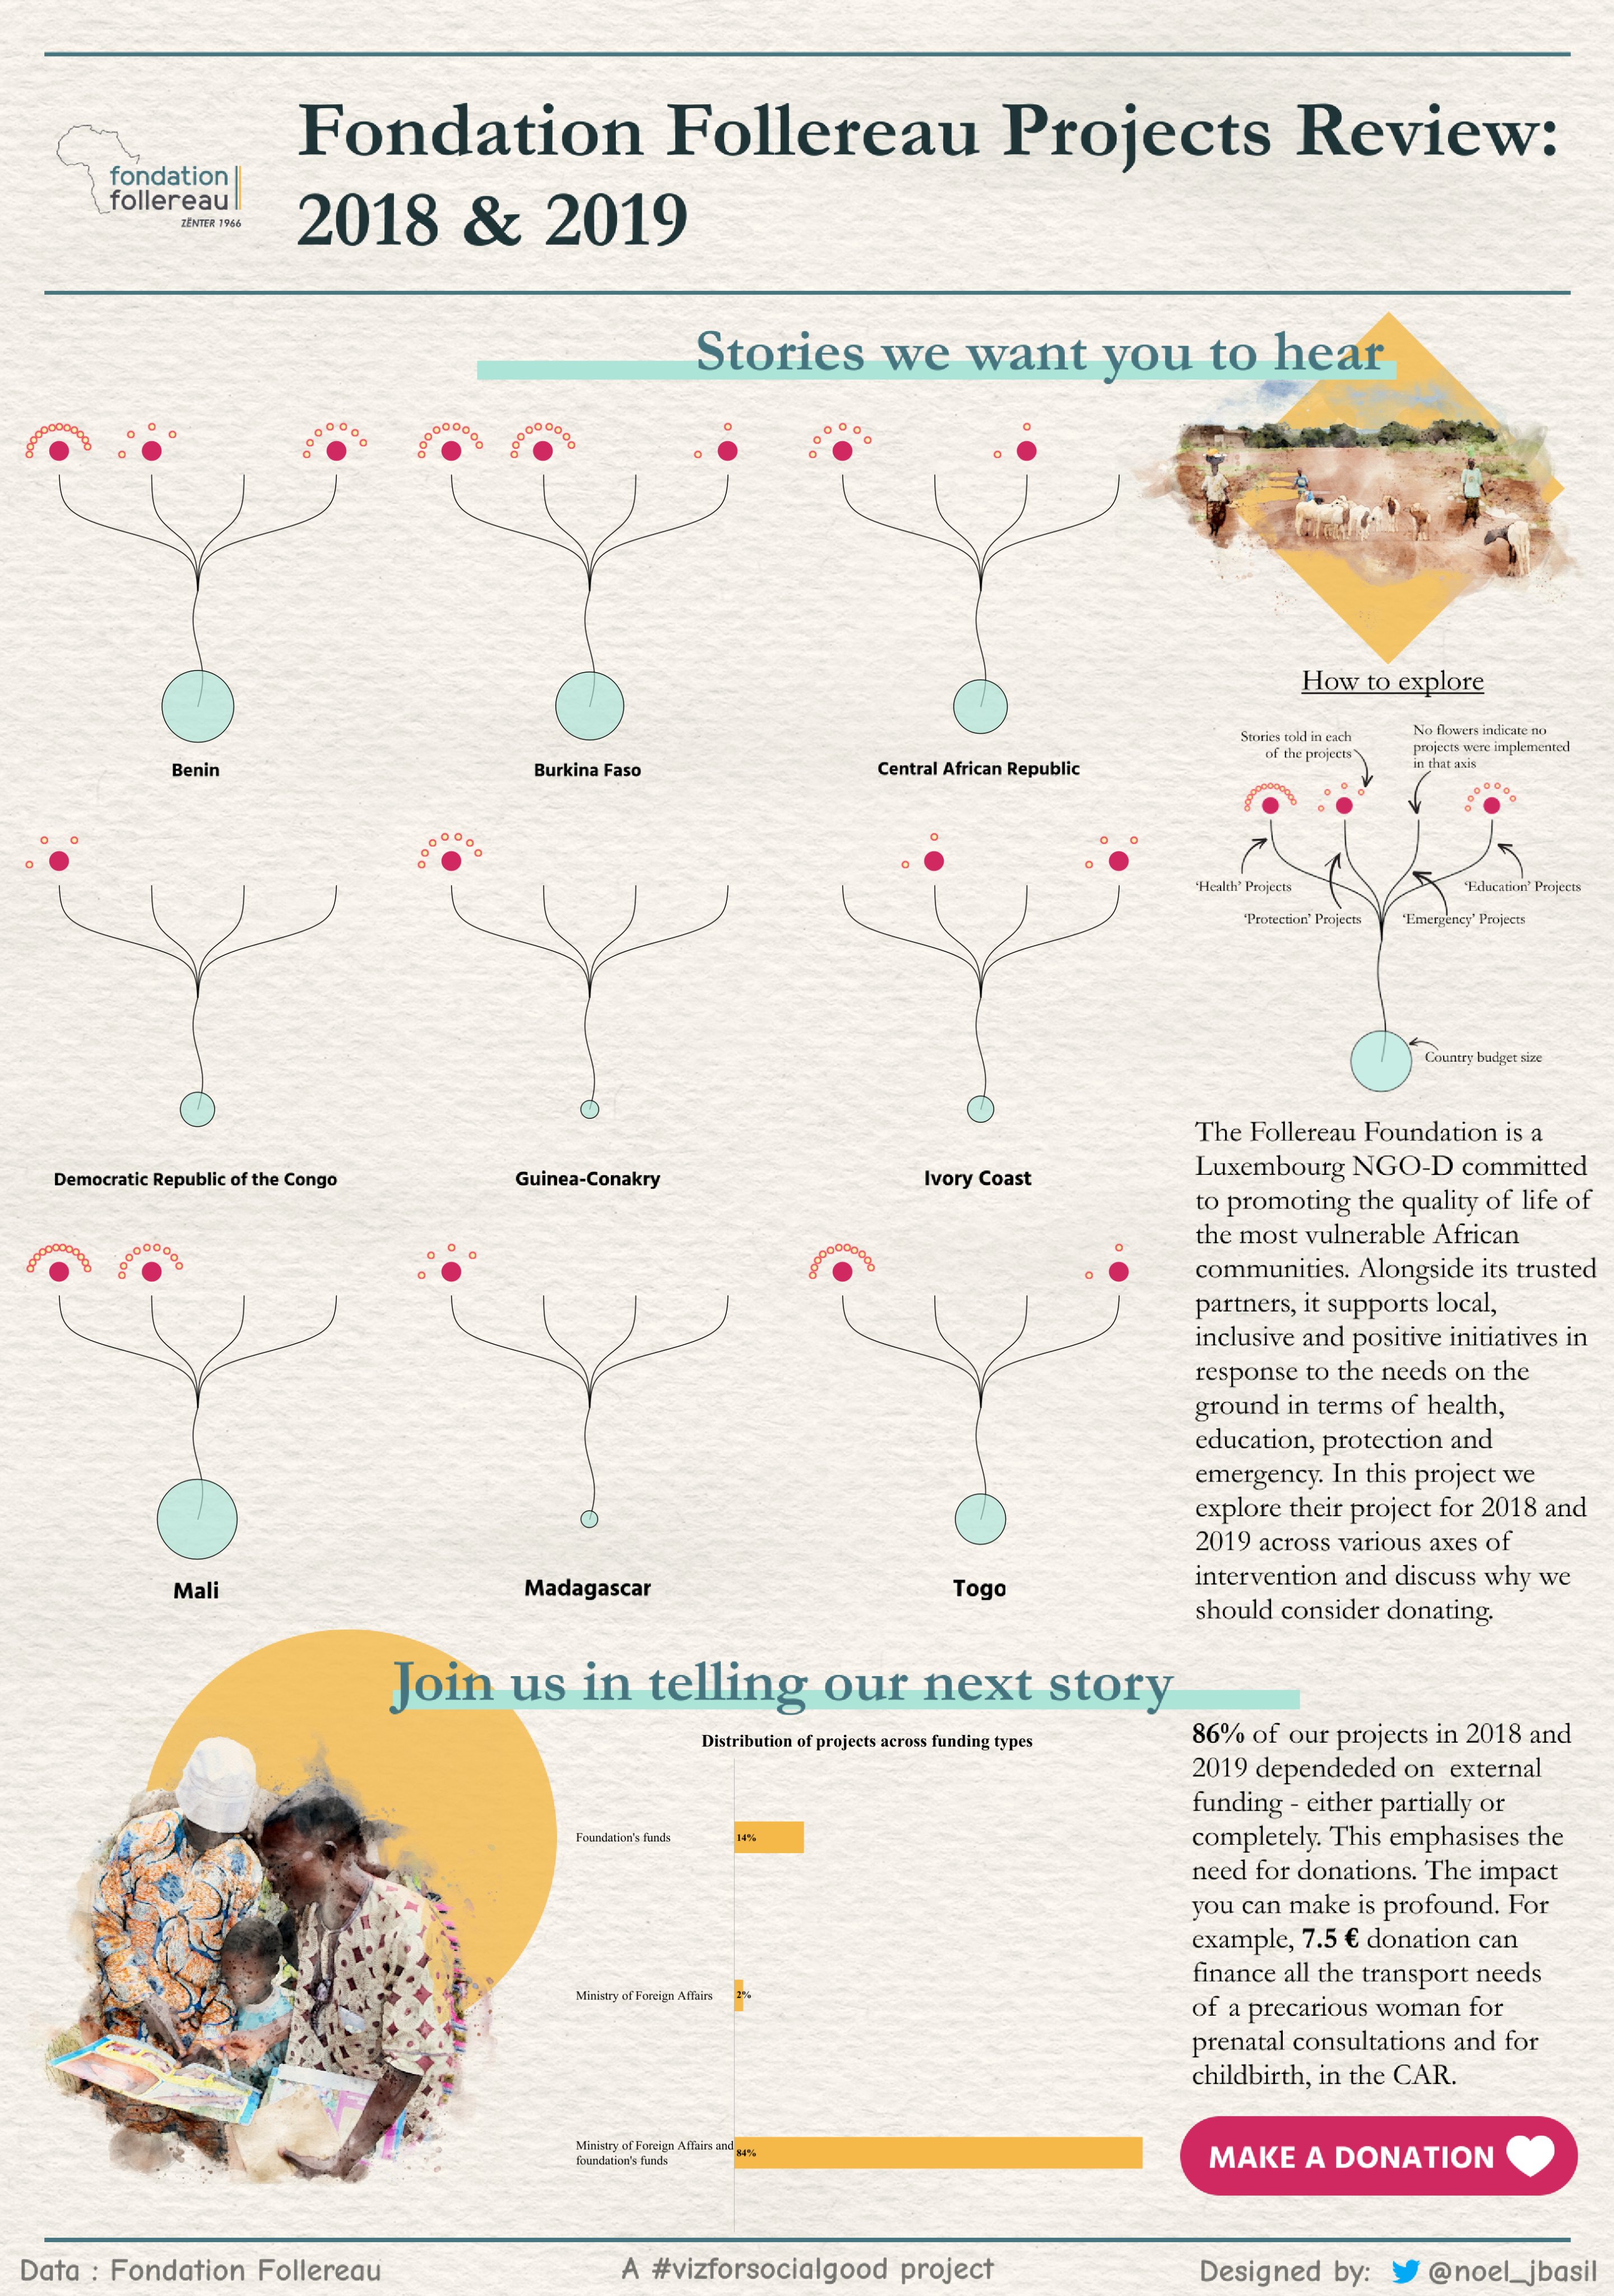 fondation
follereau
ZËNTER 1966
Fondation Follereau Projects Review:
2018 & 2019
Stories we want you to hear
Benin
Burkina Faso
Central African Republic
How to explore
Stories told in each
of the projects
No flowers indicate no
projects were implemented
in that axis
'Health' Projects
'Education' Projects
'Protection' Projects
'Emergency' Projects
Country budget size
Democratic Republic of the Congo
Guinea-Conakry
Ivory Coast
The Follereau Foundation is a
Luxembourg NGO-D committed
to promoting the quality of life of
the most vulnerable African
communities. Alongside its trusted
partners, it supports local,
inclusive and positive initiatives in
response to the needs on the
ground in terms of health,
education, protection and
emergency. In this project we
explore their project for 2018 and
2019 across various axes of
intervention and discuss why we
should consider donating.
Mali
Madagascar
Togo
Join us in telling our next story
Distribution of projects across funding types
Foundation's funds
14%
Ministry of Foreign Affairs
2%
Ministry of Foreign Affairs and
foundation's funds
84%
86% of our projects in 2018 and
2019 dependeded on external
funding - either partially or
completely. This emphasises the
need for donations. The impact
you can make is profound. For
example, 7.5 € donation can
finance all the transport needs
of a precarious woman for
prenatal consultations and for
childbirth, in the CAR.
MAKE A DONATION
Data : Fondation Follereau
A #vizforsocialgood project
Designed by: @noel_jbasil